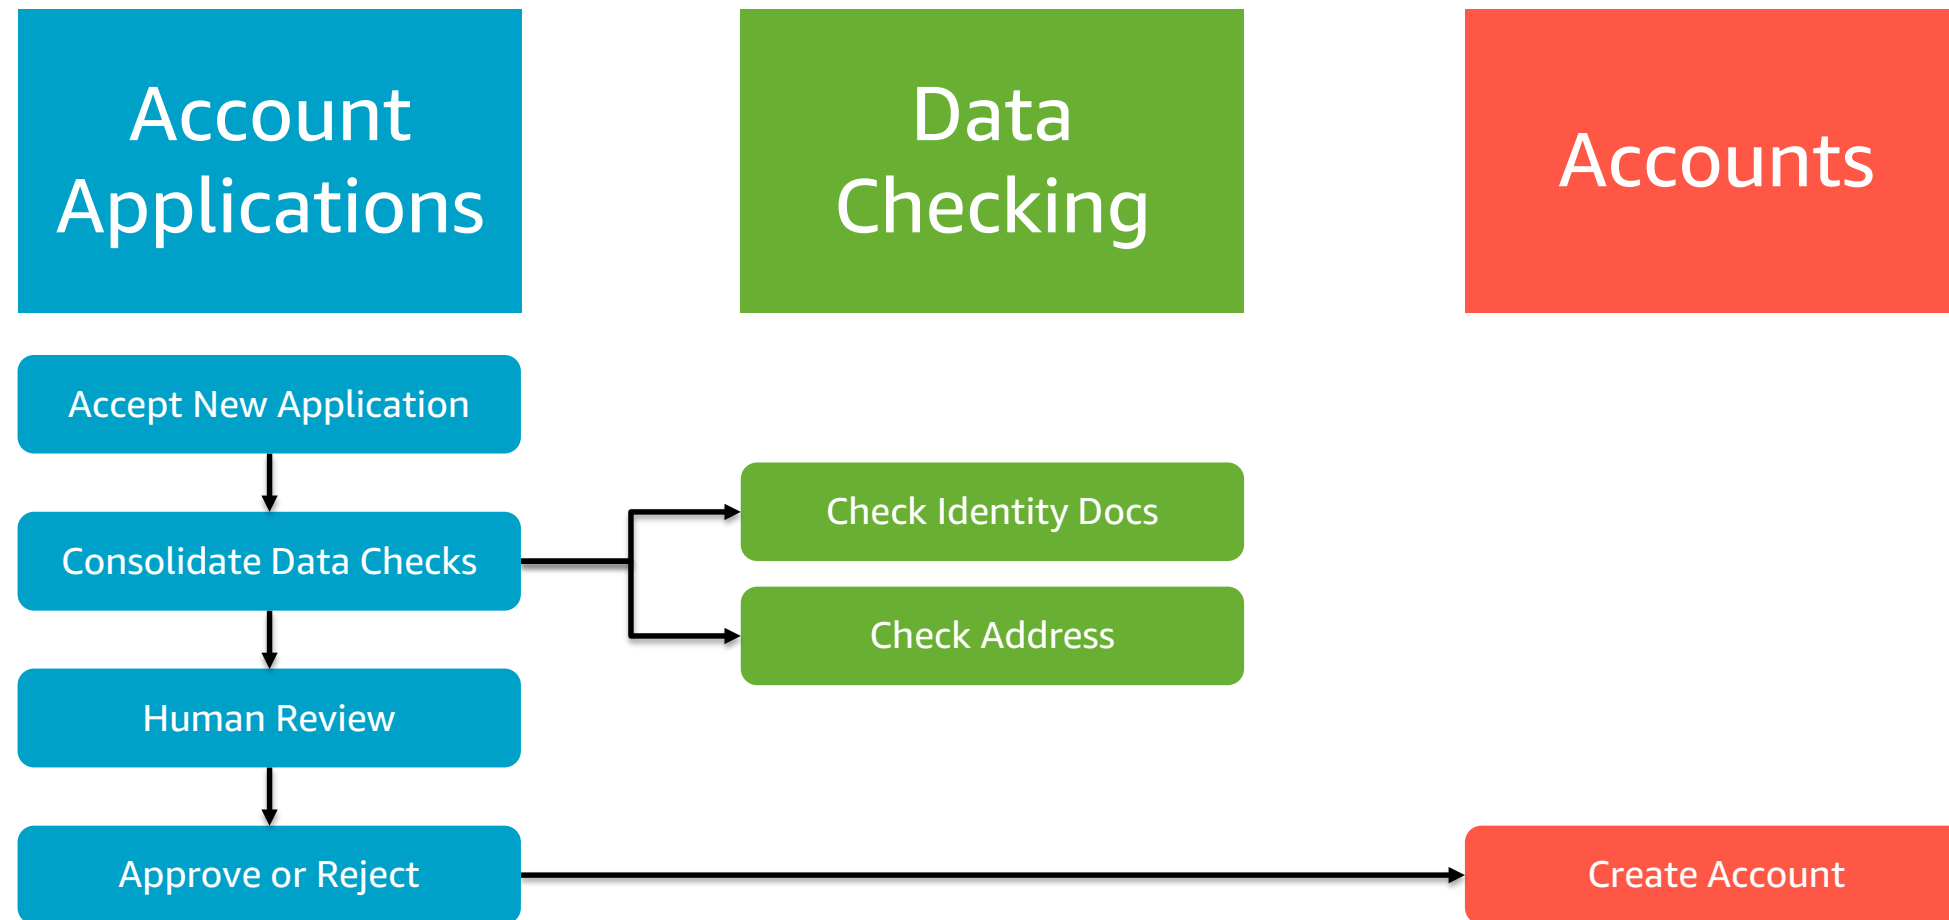 Account
Applications
Data
Checking
Accounts
Accept New Application
Consolidate Data Checks
Check Identity Docs
Check Address
Human Review
Approve or Reject
Create Account